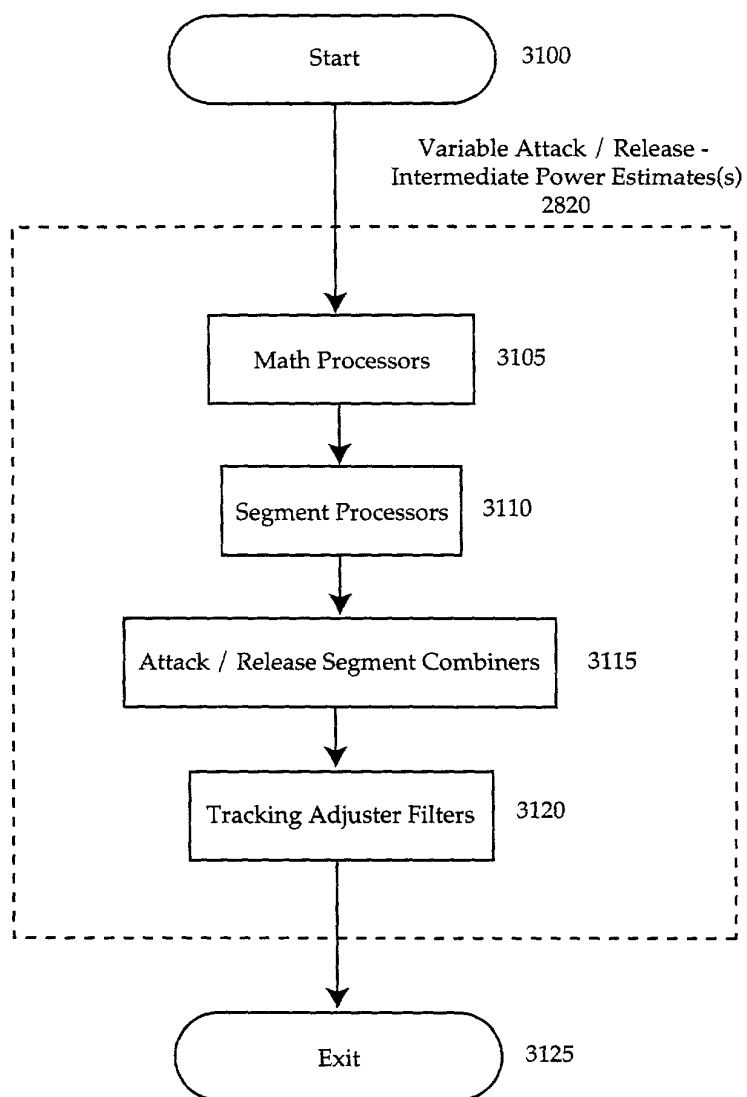 Start 3100
Variable Attack / Release -
Intermediate Power Estimates(s)
2820
Math Processors 3105
Segment Processors 3110
Attack / Release Segment Combiners 3115
Tracking Adjuster Filters 3120
Exit 3125